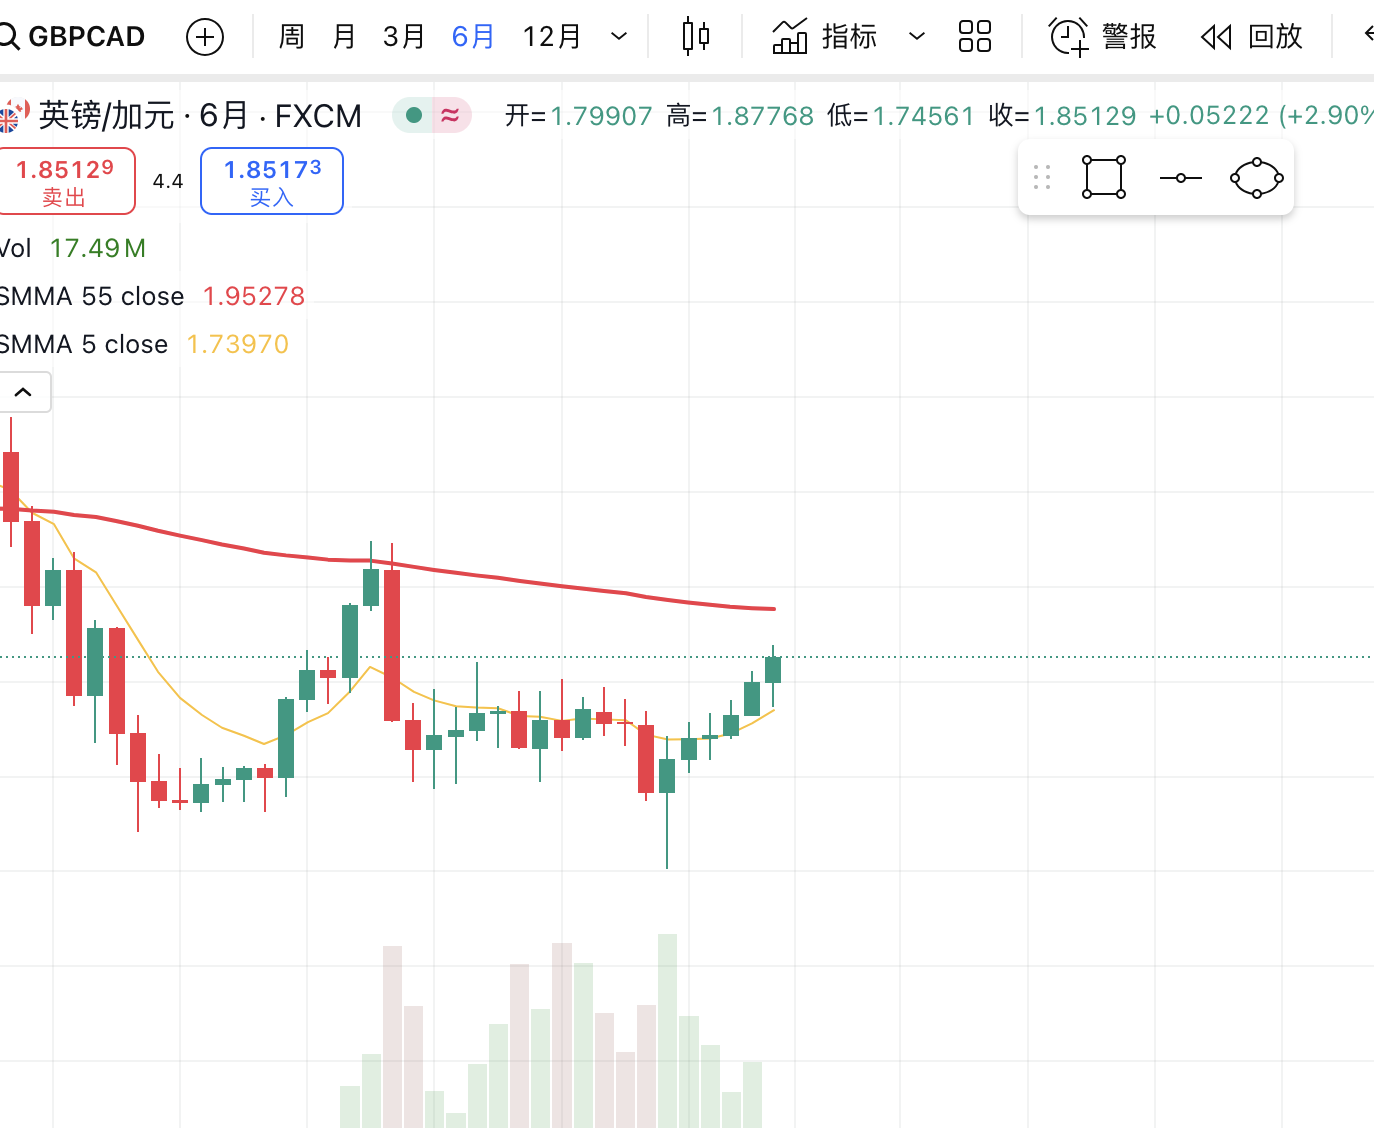 GBPCAD 周 月 3月 6月 12月 指标 警报 回放
英镑/加元 · 6月 · FXCM 开=1.79907 高=1.87768 低=1.74561 收=1.85129 +0.05222 (+2.90%
1.85129 4.4 1.85173
卖出 买入
Vol 17.49M
SMMA 55 close 1.95278
SMMA 5 close 1.73970